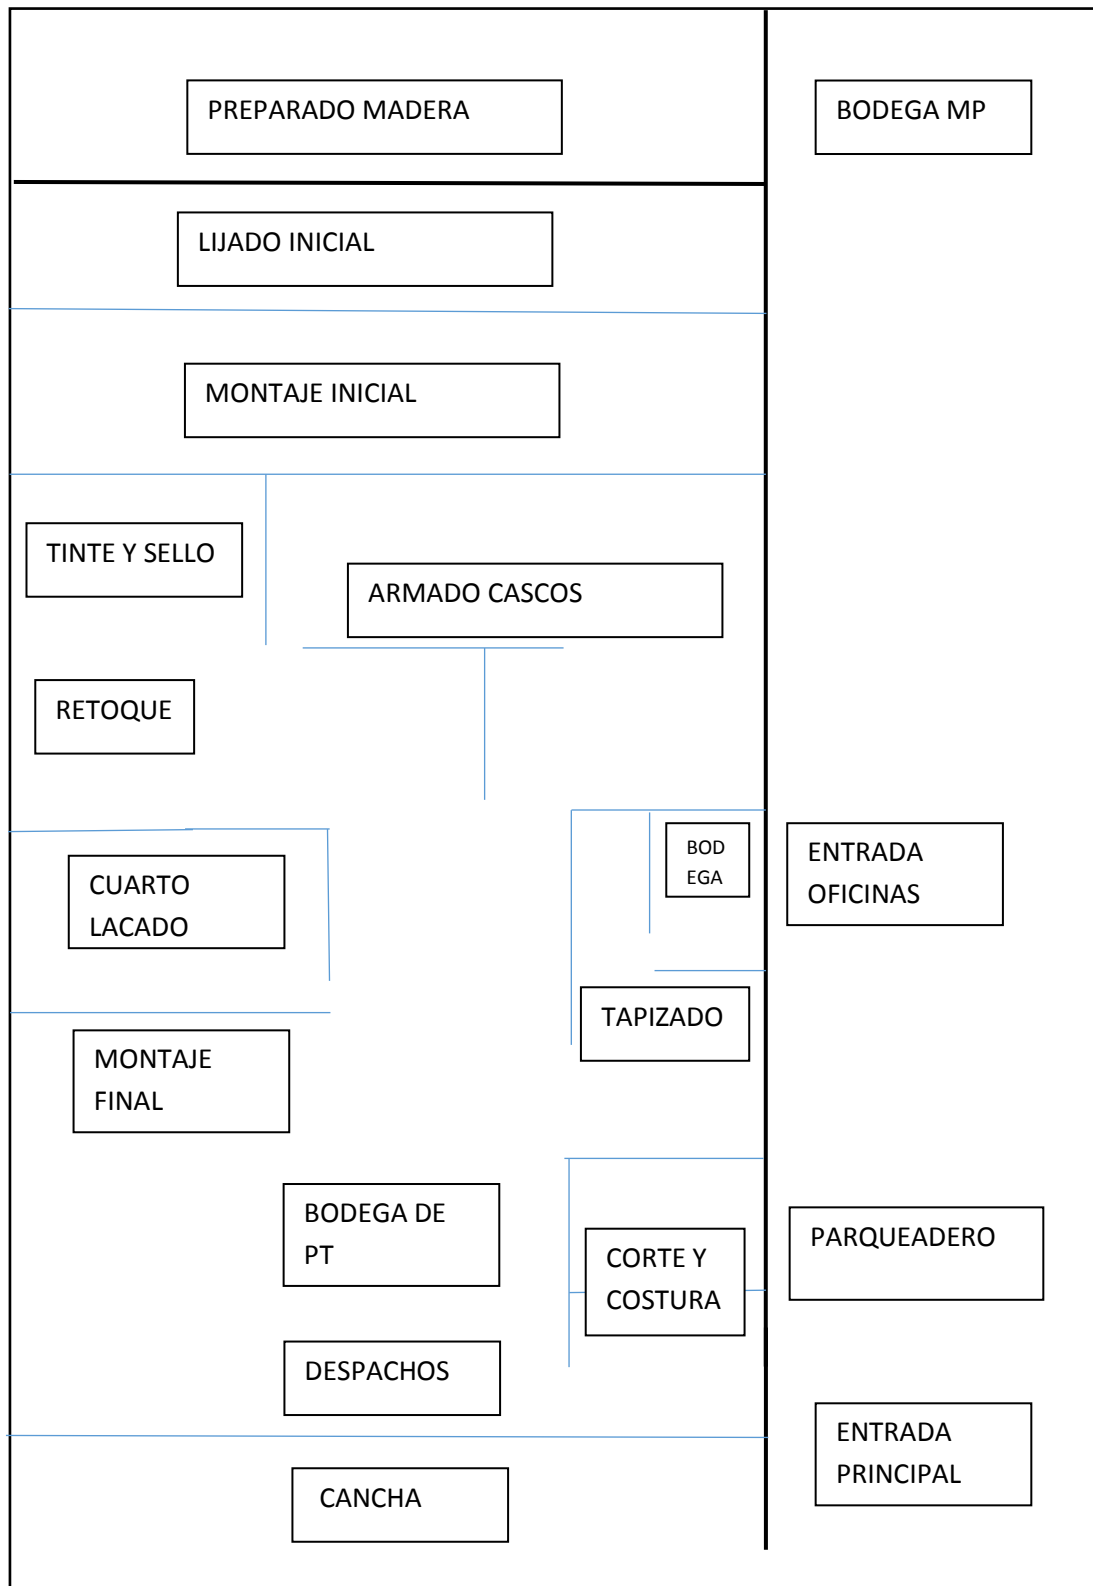 PREPARADO MADERA
BODEGA MP
LIJADO INICIAL
MONTAJE INICIAL
TINTE Y SELLO
ARMADO CASCOS
RETOQUE
CUARTO
LACADO
BOD
EGA
ENTRADA
OFICINAS
TAPIZADO
MONTAJE
FINAL
BODEGA DE
PT
CORTE Y
COSTURA
PARQUEADERO
DESPACHOS
ENTRADA
PRINCIPAL
CANCHA